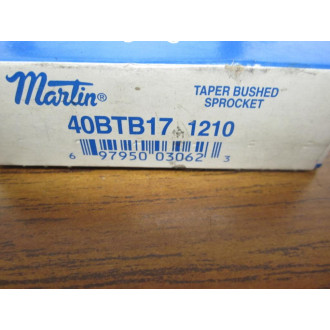 Martin®
TAPER BUSHED
SPROCKET
40BTB17 1210
6 97950 03062 3